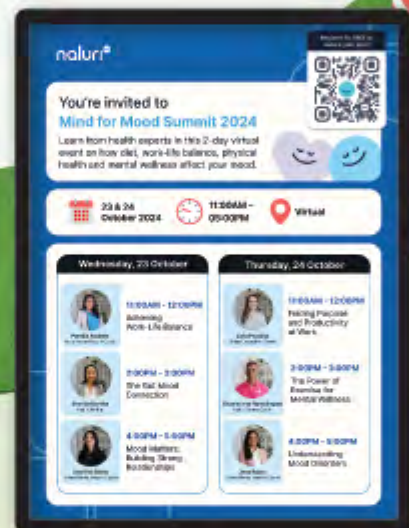 naluri
You're invited to
Mind for Mood Summit 2024
Learn from health experts in this 2-day virtual
event on how diet, work-life balance, physical
health and mental wellness affect your mood.
23 & 24
October 2024
11:00AM –
05:00PM
Virtual
Wednesday, 23 October
11:00AM - 12:00PM
Achieving
Work-Life Balance
2:00PM - 3:00PM
The Gut Mood
Connection
4:00PM - 5:00PM
Mood Matters:
Building Strong
Relationships
Thursday, 24 October
11:00AM - 12:00PM
Finding Purpose
and Productivity
at Work
2:00PM - 3:00PM
The Power of
Exercise for
Mental Wellness
4:00PM - 5:00PM
Understanding
Mood Disorders